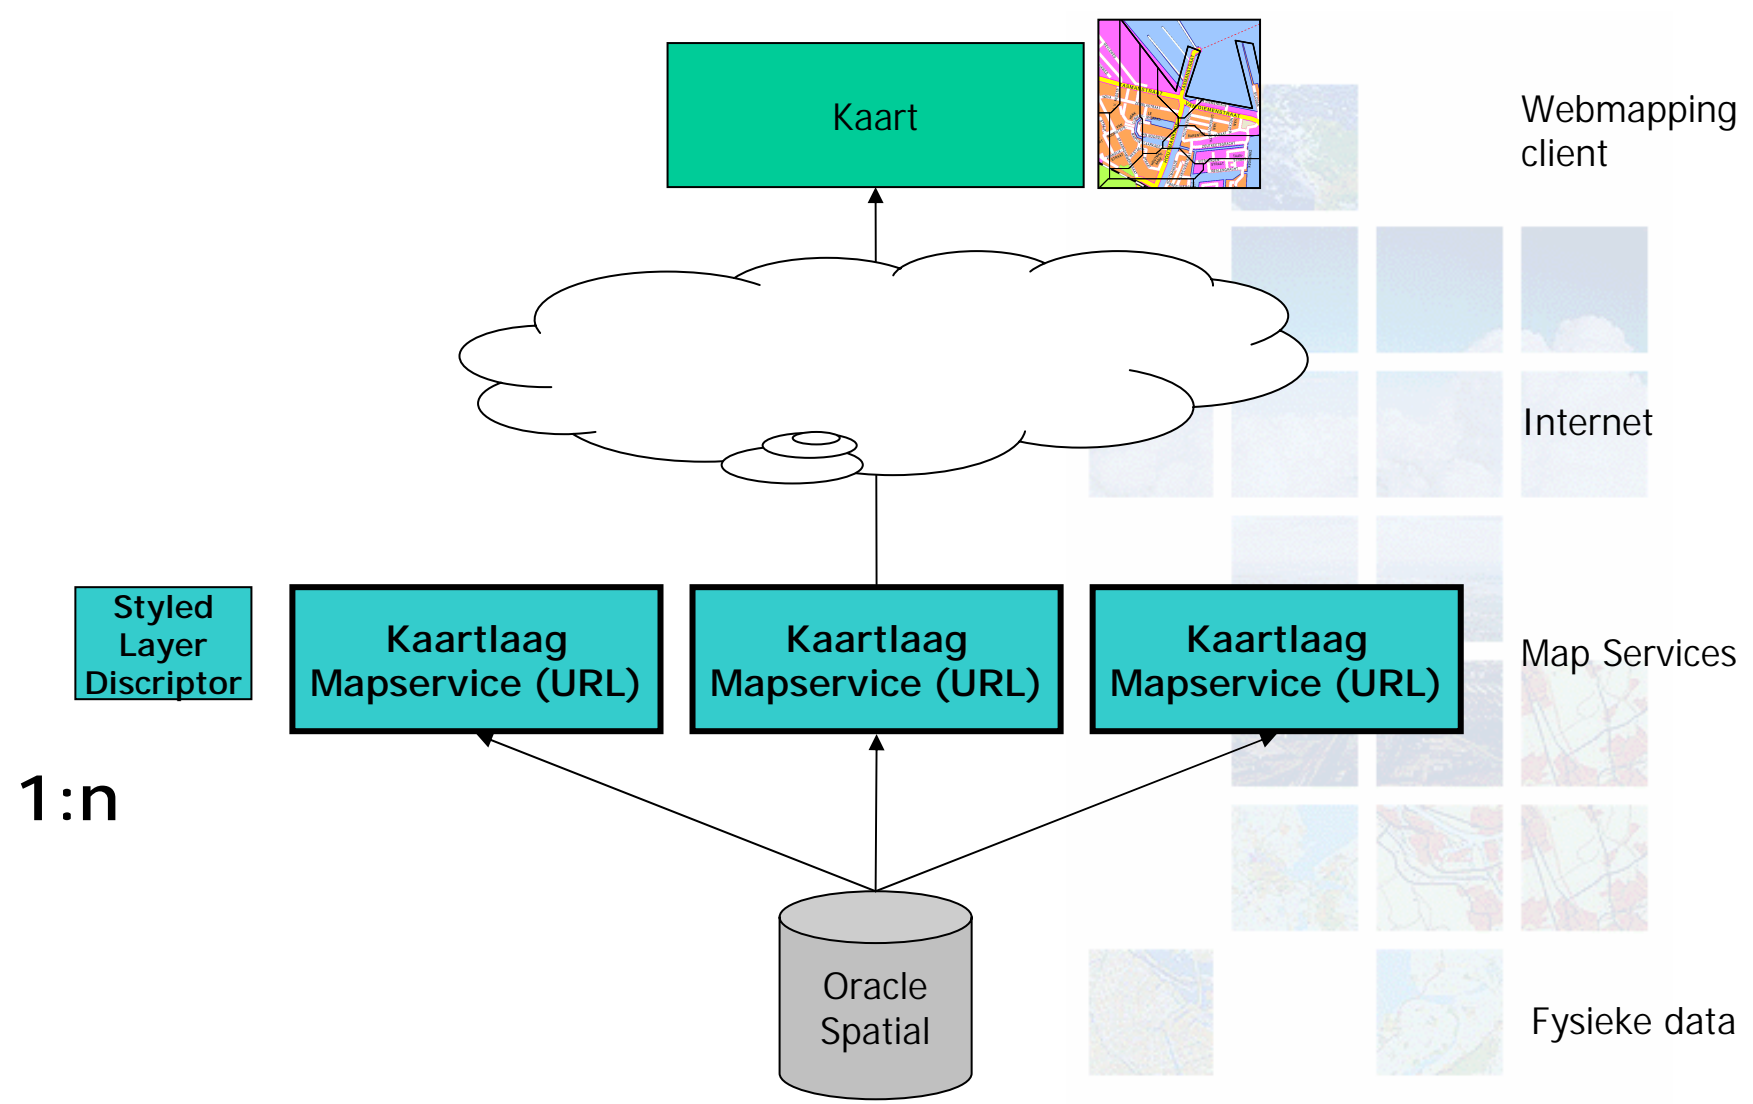 Kaart
Webmapping
client
Internet
Styled
Layer
Discriptor
Kaartlaag
Mapservice (URL)
Kaartlaag
Mapservice (URL)
Kaartlaag
Mapservice (URL)
Map Services
1:n
Oracle
Spatial
Fysieke data